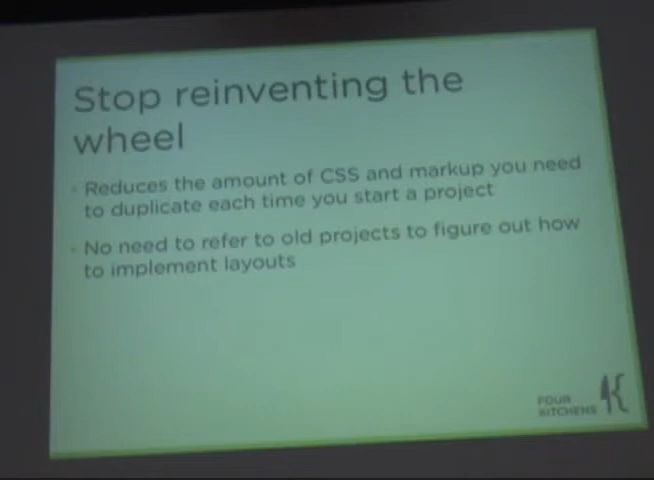 Stop reinventing the
wheel
Reduces the amount of CSS and markup you need
to duplicate each time you start a project
No need to refer to old projects to figure out how
to implement layouts
FOUR
KITCHENS